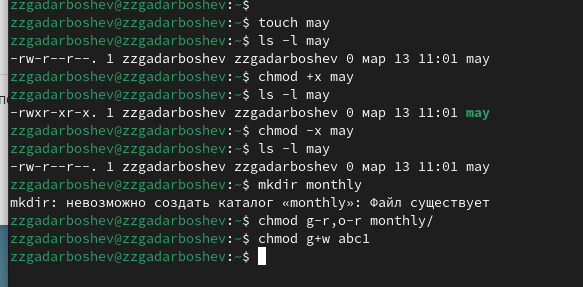 zzgadarboshev@zzgadarboshev:~$
zzgadarboshev@zzgadarboshev:~$ touch may
zzgadarboshev@zzgadarboshev:~$ ls -l may
-rw-r--r--. 1 zzgadarboshev zzgadarboshev 0 мар 13 11:01 may
zzgadarboshev@zzgadarboshev:~$ chmod +x may
zzgadarboshev@zzgadarboshev:~$ ls -l may
-rwxr-xr-x. 1 zzgadarboshev zzgadarboshev 0 мар 13 11:01 may
zzgadarboshev@zzgadarboshev:~$ chmod -x may
zzgadarboshev@zzgadarboshev:~$ ls -l may
-rw-r--r--. 1 zzgadarboshev zzgadarboshev 0 мар 13 11:01 may
zzgadarboshev@zzgadarboshev:~$ mkdir monthly
mkdir: невозможно создать каталог «monthly»: Файл существует
zzgadarboshev@zzgadarboshev:~$ chmod g-r,o-r monthly/
zzgadarboshev@zzgadarboshev:~$ chmod g+w abc1
zzgadarboshev@zzgadarboshev:~$